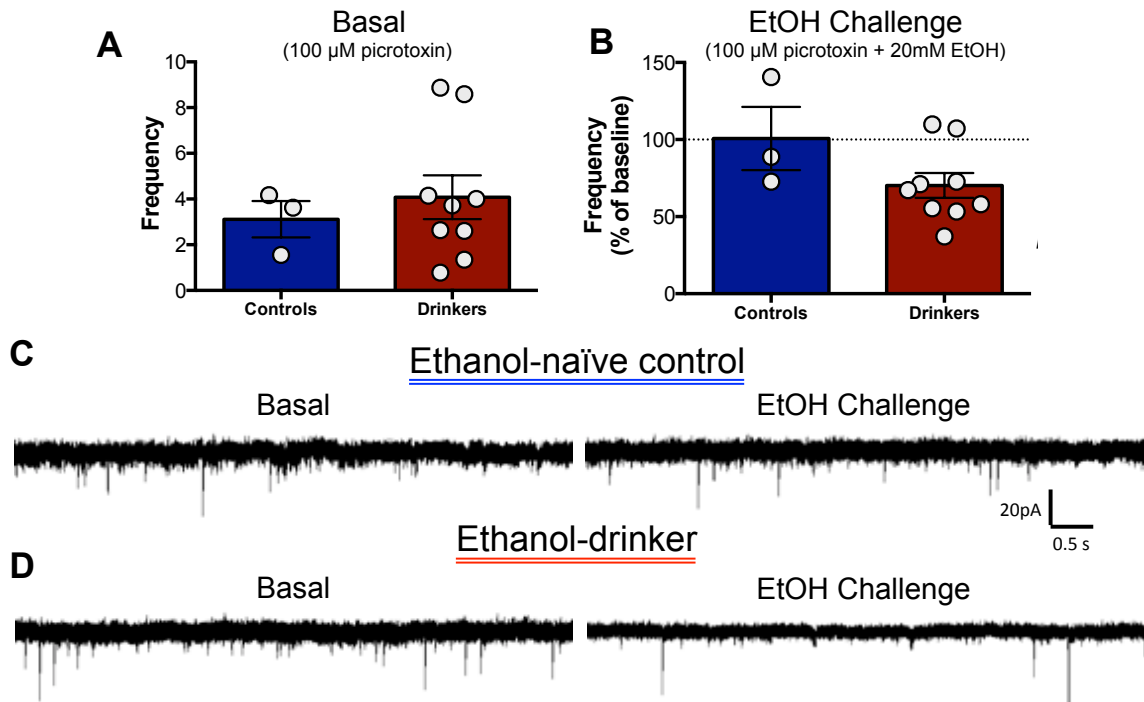 A
Basal
(100 µM picrotoxin)
Frequency
10
8
6
4
2
0
Controls
Drinkers
B
EtOH Challenge
(100 µM picrotoxin + 20mM EtOH)
Frequency
(% of baseline)
150
100
50
0
Controls
Drinkers
C
Ethanol-naïve control
Basal
EtOH Challenge
20pA
0.5 s
Ethanol-drinker
D
Basal
EtOH Challenge